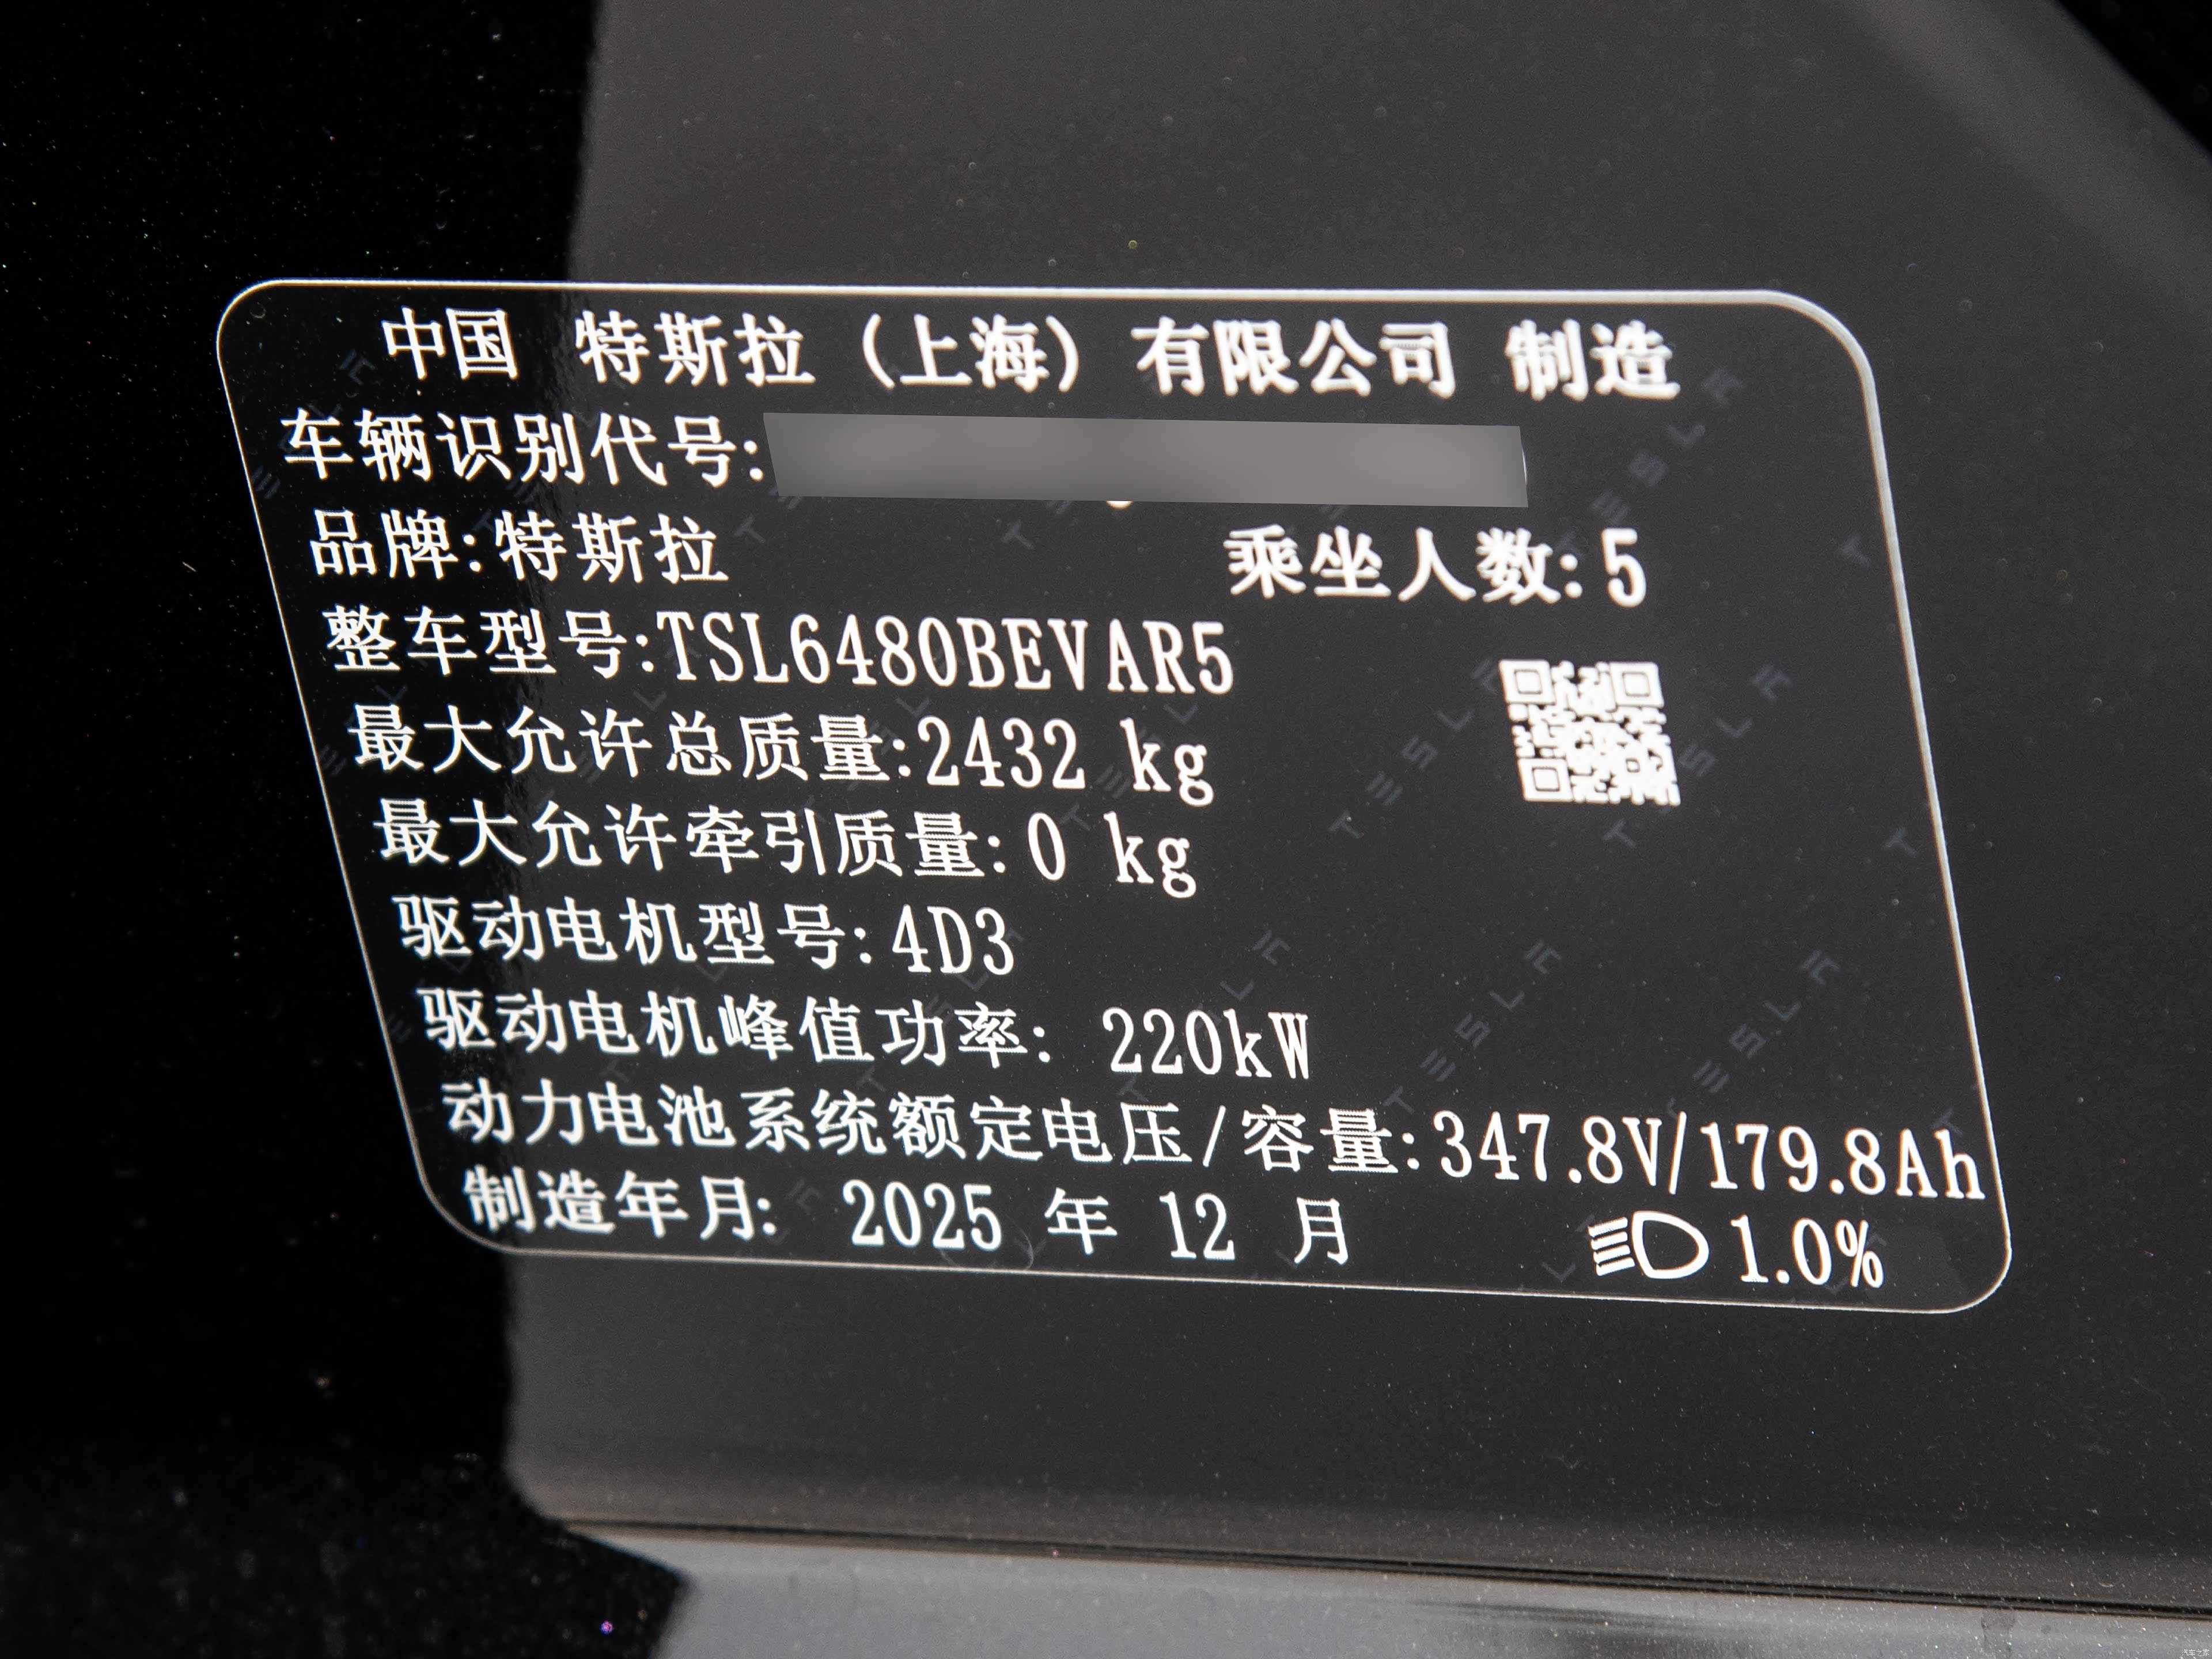 中国 特斯拉（上海）有限公司 制造
车辆识别代号:
品牌:特斯拉 乘坐人数:5
整车型号:TSL6480BEVAR5
最大允许总质量:2432 kg
最大允许牵引质量:0 kg
驱动电机型号:4D3
驱动电机峰值功率: 220kW
动力电池系统额定电压/容量:347.8V/179.8Ah
制造年月: 2025 年 12 月 1.0%
TESLA
汽车之家